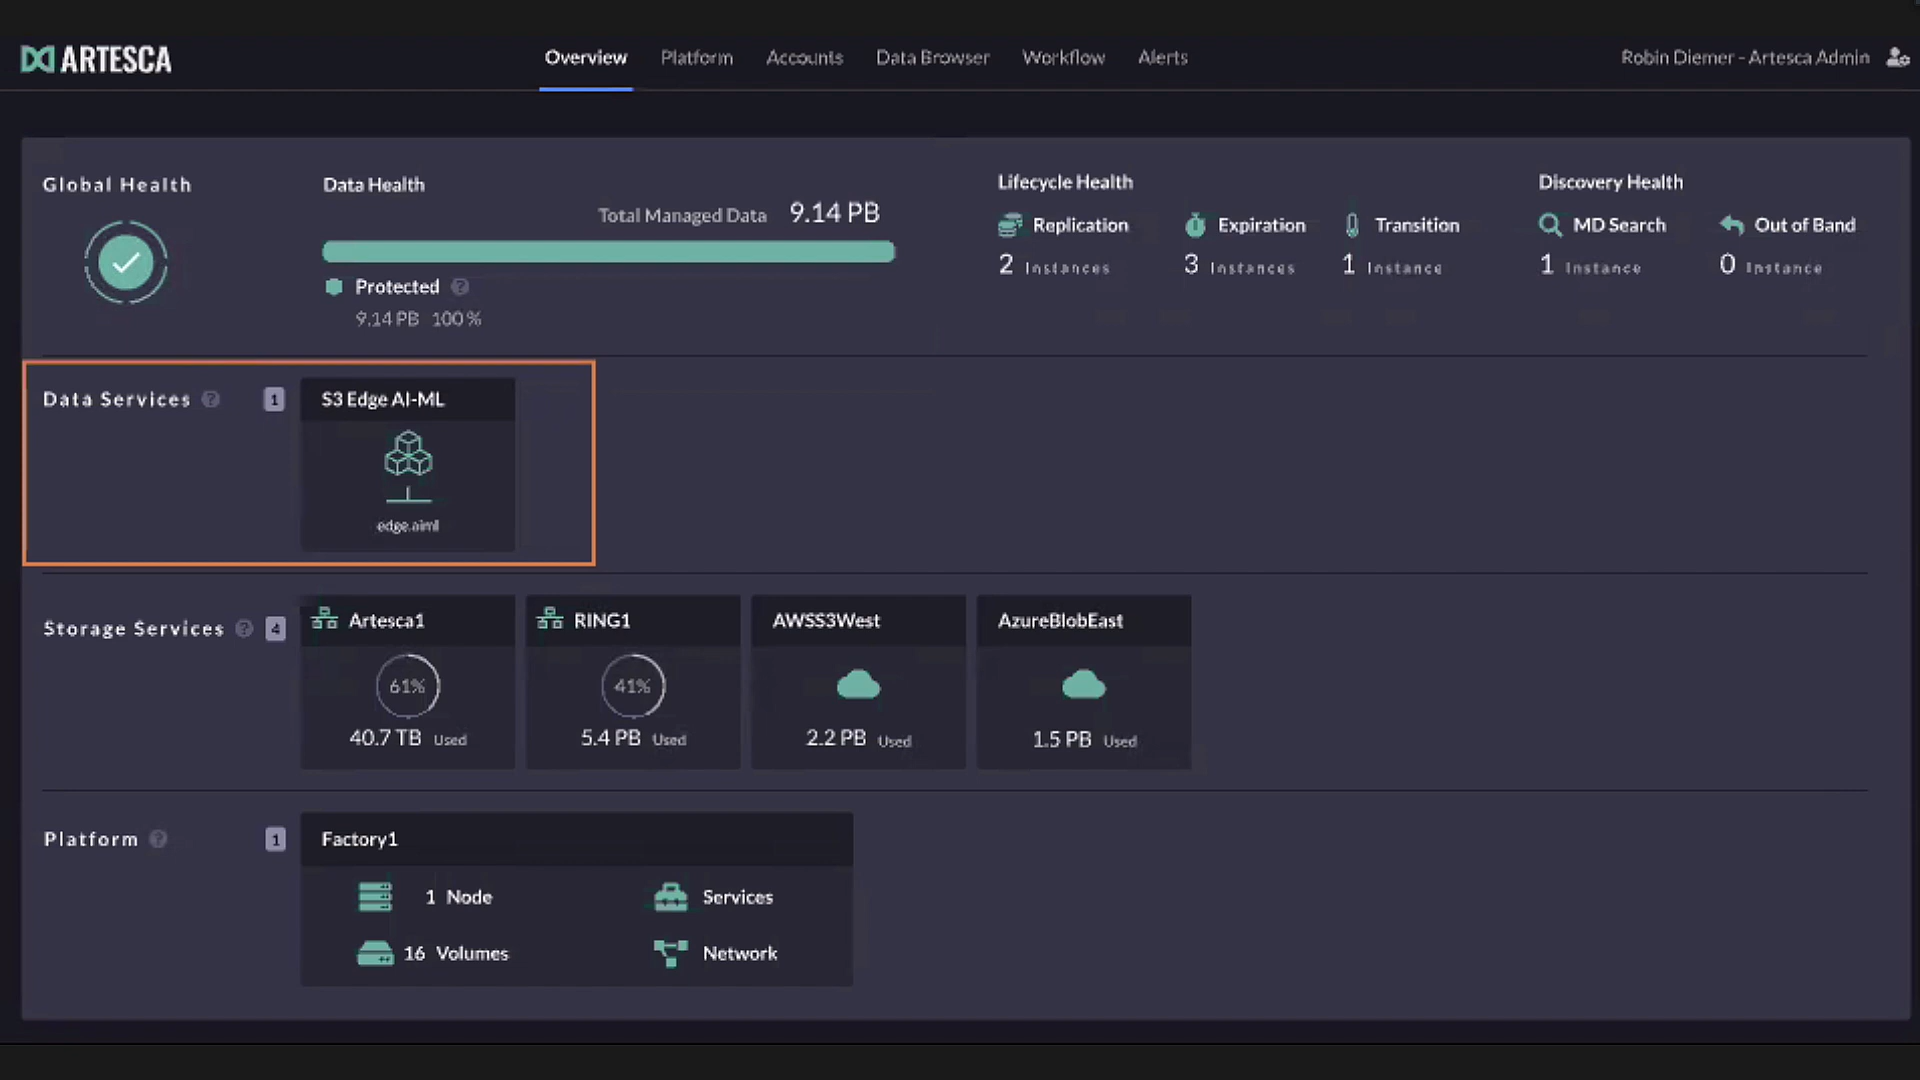 ARTESCA
Overview Platform Accounts Data Browser Workflow Alerts
Robin Diemer - Artesca Admin
Global Health
Data Health
Total Managed Data 9.14 PB
Protected ?
9.14 PB 100 %
Lifecycle Health
Replication Expiration Transition
2 Instances 3 Instances 1 Instance
Discovery Health
MD Search Out of Band
1 Instance 0 Instance
Data Services ? 1
S3 Edge AI-ML
edge.aiml
Storage Services ? 4
Artesca1 RING1 AWSS3West AzureBlobEast
61% 41%
40.7 TB Used 5.4 PB Used 2.2 PB Used 1.5 PB Used
Platform ? 1
Factory1
1 Node Services
16 Volumes Network